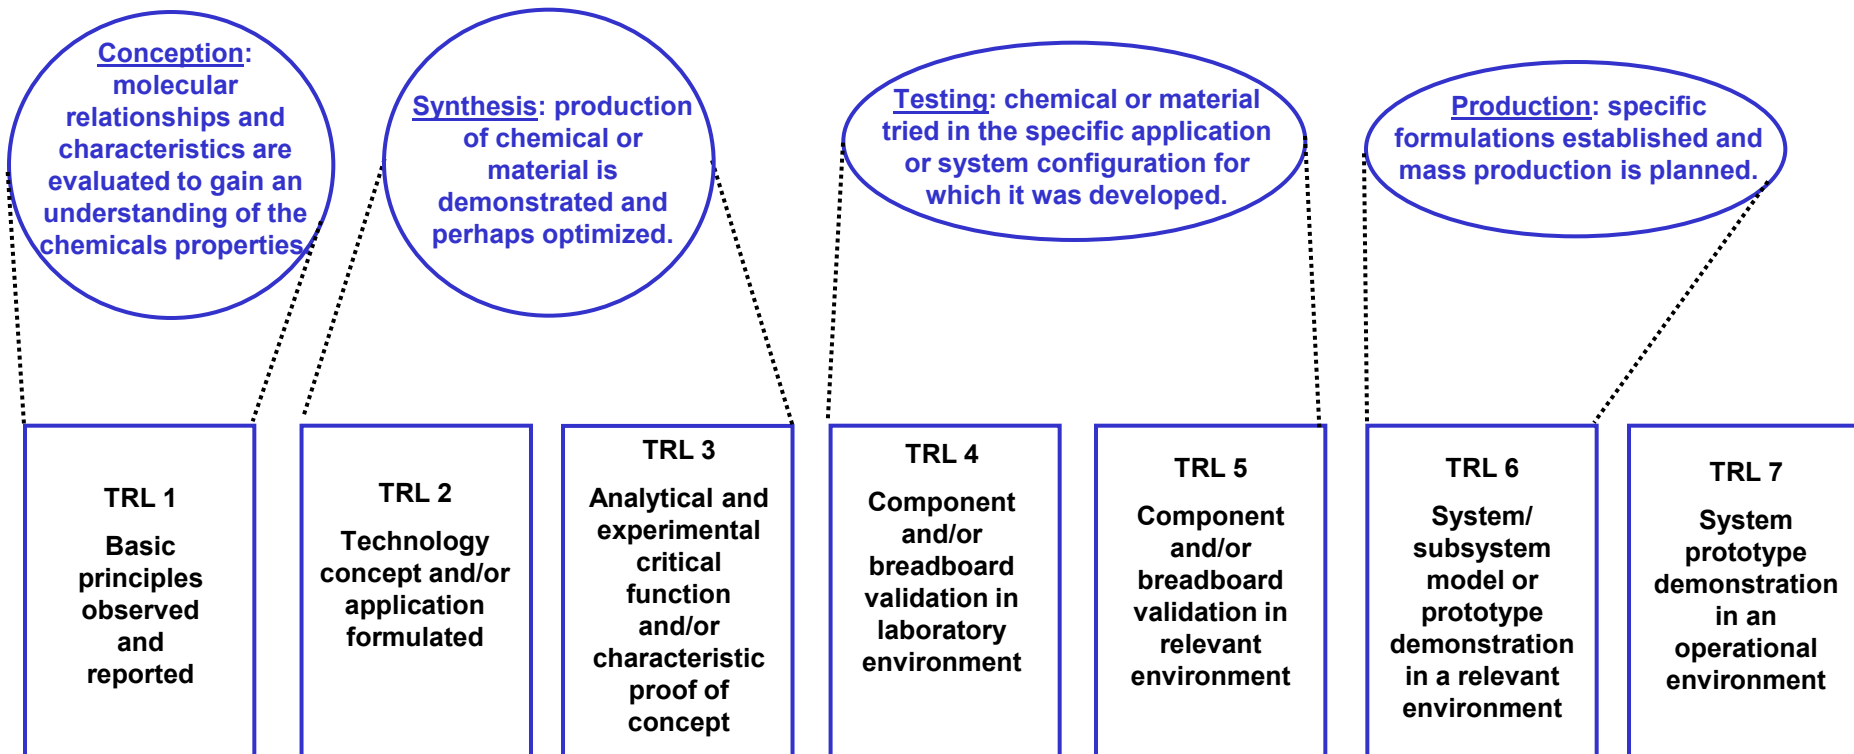 Conception:
molecular
relationships and
characteristics are
evaluated to gain an
understanding of the
chemicals properties
Synthesis: production
of chemical or
material is
demonstrated and
perhaps optimized.
Testing: chemical or material
tried in the specific application
or system configuration for
which it was developed.
Production: specific
formulations established and
mass production is planned.
TRL 1
Basic
principles
observed
and
reported
TRL 2
Technology
concept and/or
application
formulated
TRL 3
Analytical and
experimental
critical
function
and/or
characteristic
proof of
concept
TRL 4
Component
and/or
breadboard
validation in
laboratory
environment
TRL 5
Component
and/or
breadboard
validation in
relevant
environment
TRL 6
System/
subsystem
model or
prototype
demonstration
in a relevant
environment
TRL 7
System
prototype
demonstration
in an
operational
environment